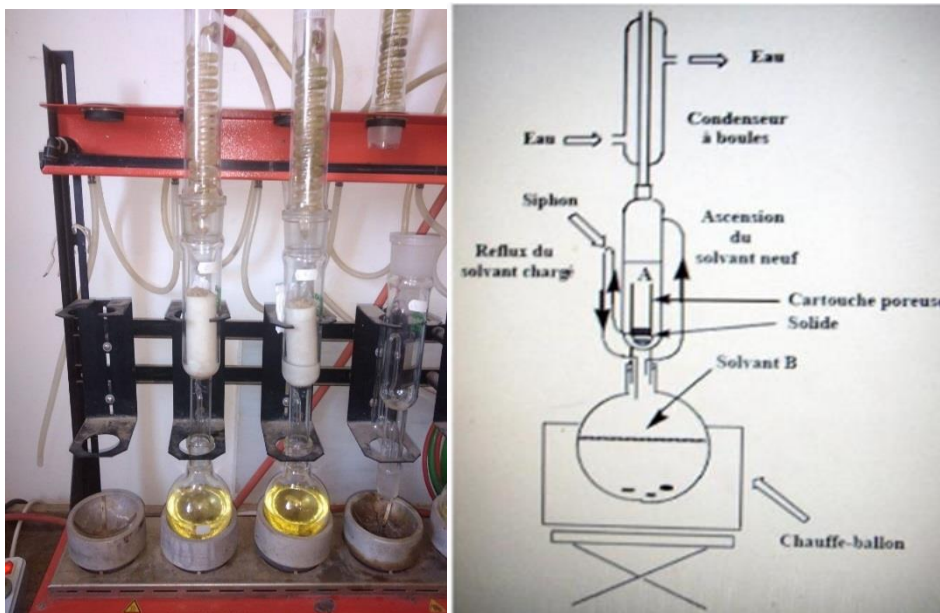 Eau
Condenseur
à boules
Eau
Siphon
Ascension
du
solvant neuf
Reflux du
solvant chargé
A
Cartouche poreuse
Solide
Solvant B
Chauffe-ballon